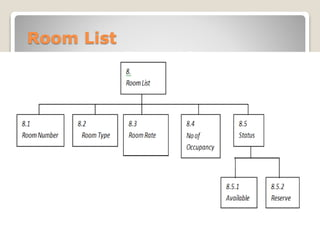 Room List
8.
Room List
8.1
Room Number
8.2
Room Type
8.3
Room Rate
8.4
No of
Occupancy
8.5
Status
8.5.1
Available
8.5.2
Reserve